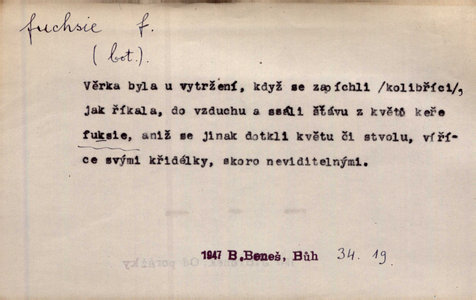 fuchsie f.
(bot.).
Věrka byla u vytržení, když se zapíchli /kolibříci/,
jak říkala, do vzduchu a ssáli šťávu z květů keře
fuksie, aniž se jinak dotkli květu či stvolu, víří-
ce svými křidélky, skoro neviditelnými.
1947 B.Beneš, Bůh 34. 19.